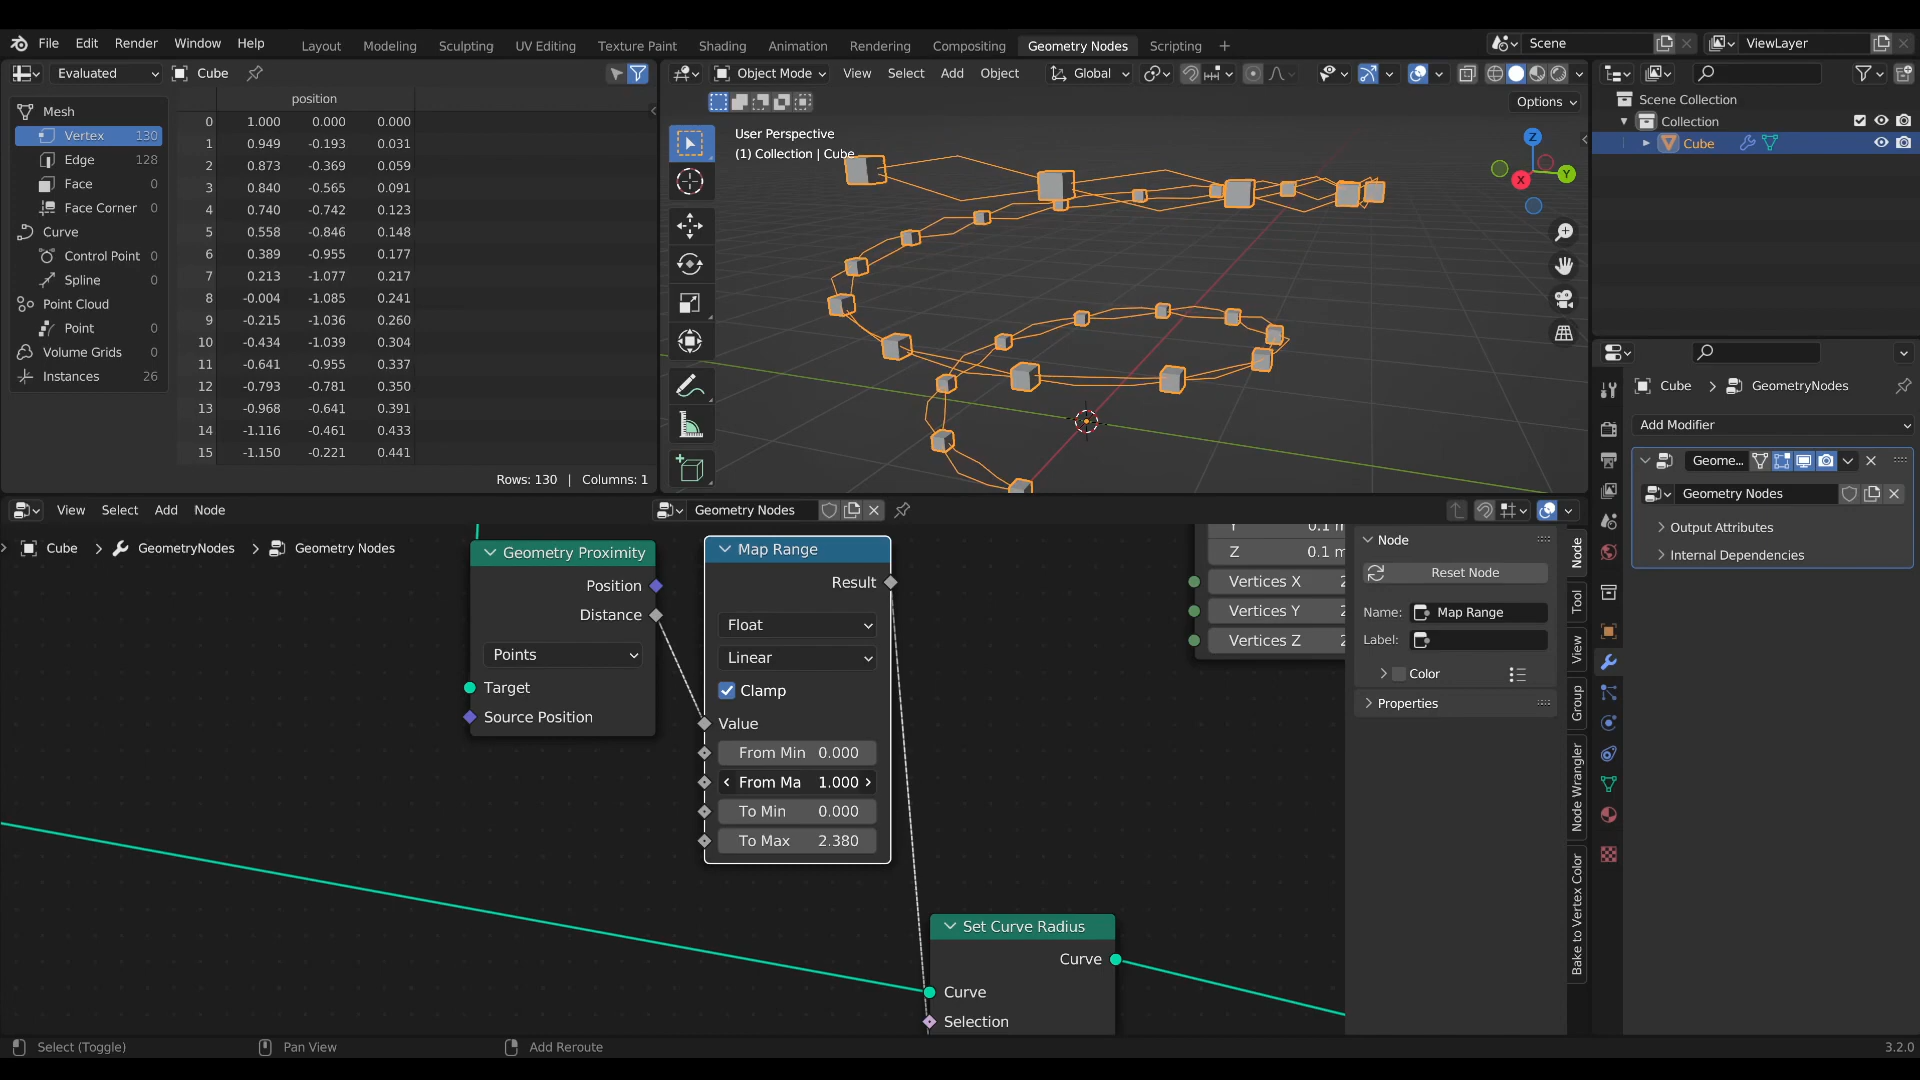 File Edit Render Window Help Layout Modeling Sculpting UV Editing Texture Paint Shading Animation Rendering Compositing Geometry Nodes Scripting + Scene ViewLayer
Evaluated Cube
Object Mode View Select Add Object Global
Options
position
Mesh
Vertex 130
Edge 128
Face 0
Face Corner 0
Curve
Control Point 0
Spline 0
Point Cloud
Point 0
Volume Grids 0
Instances 26
0 1.000 0.000 0.000
1 0.949 -0.193 0.031
2 0.873 -0.369 0.059
3 0.840 -0.565 0.091
4 0.740 -0.742 0.123
5 0.558 -0.846 0.148
6 0.389 -0.955 0.177
7 0.213 -1.077 0.217
8 -0.004 -1.085 0.241
9 -0.215 -1.036 0.260
10 -0.434 -1.039 0.304
11 -0.641 -0.955 0.337
12 -0.793 -0.781 0.350
13 -0.968 -0.641 0.391
14 -1.116 -0.461 0.433
15 -1.150 -0.221 0.441
Rows: 130 | Columns: 1
User Perspective
(1) Collection | Cube
Z
Y
X
Scene Collection
Collection
Cube
Cube > GeometryNodes
Add Modifier
Geome...
Geometry Nodes
Output Attributes
Internal Dependencies
View Select Add Node Geometry Nodes
Cube > GeometryNodes > Geometry Nodes
Geometry Proximity
Position
Distance
Points
Target
Source Position
Map Range
Result
Float
Linear
Clamp
Value
From Min 0.000
From Ma 1.000
To Min 0.000
To Max 2.380
Set Curve Radius
Curve
Curve
Selection
Y 0.1 m
Z 0.1 m
Vertices X 2
Vertices Y 2
Vertices Z 2
Node
Reset Node
Name: Map Range
Label:
Color
Properties
Node
Tool
View
Group
Node Wrangler
Bake to Vertex Color
Select (Toggle) Pan View Add Reroute 3.2.0